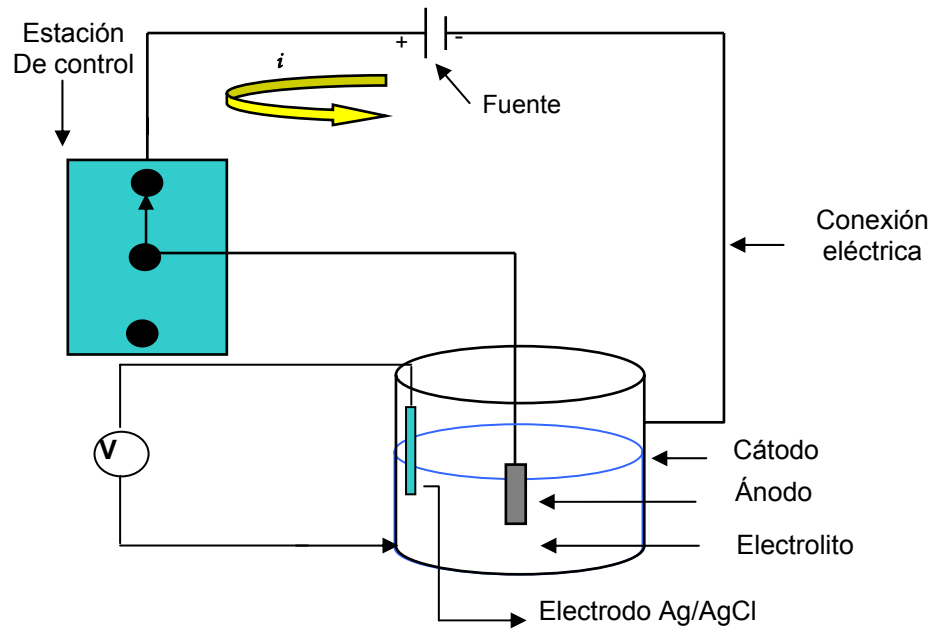 Estación
De control
i
+ -
Fuente
Conexión
eléctrica
V
Cátodo
Ánodo
Electrolito
Electrodo Ag/AgCl